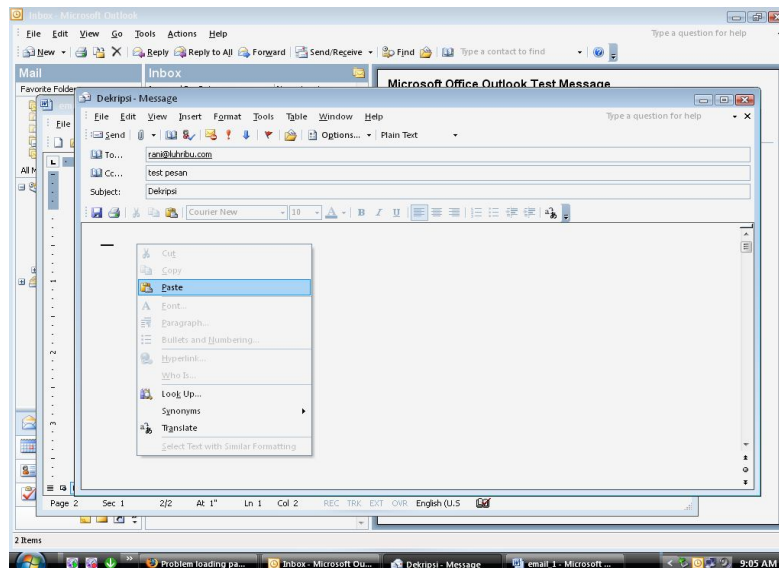 Inbox - Microsoft Outlook
File Edit View Go Tools Actions Help Type a question for help
New Reply Reply to All Forward Send/Receive Find Type a contact to find
Mail Inbox
Favorite Folder
Microsoft Office Outlook Test Message
Dekripsi - Message
File
File Edit View Insert Format Tools Table Window Help Type a question for help
Send Options... Plain Text
To... rani@luhribu.com
Cc... test pesan
Subject: Dekripsi
Courier New 10 A B I U
Cut
Copy
Paste
Font...
Paragraph...
Bullets and Numbering...
Hyperlink...
Who Is...
Look Up...
Synonyms
Translate
Select Text with Similar Formatting
Page 2 Sec 1 2/2 At 1" Ln 1 Col 2 REC TRK EXT OVR English (U.S
2 Items
Problem loading pa... Inbox - Microsoft Ou... Dekripsi - Message email_1 - Microsoft ... 9:05 AM